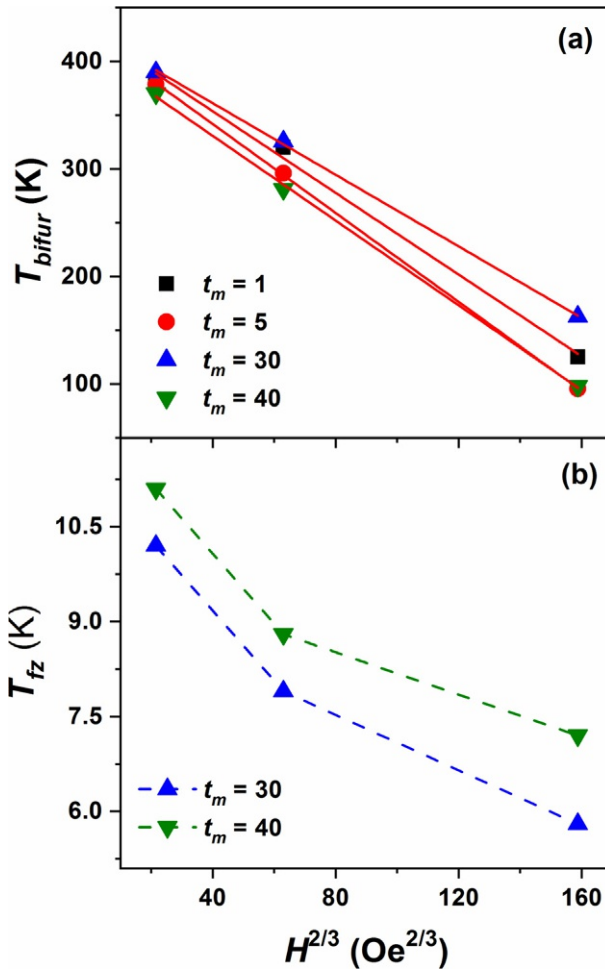 (a)
400
300
200
100
T_bifur (K)
t_m = 1
t_m = 5
t_m = 30
t_m = 40
(b)
10.5
9.0
7.5
6.0
T_fz (K)
t_m = 30
t_m = 40
40 80 120 160
H^2/3 (Oe^2/3)